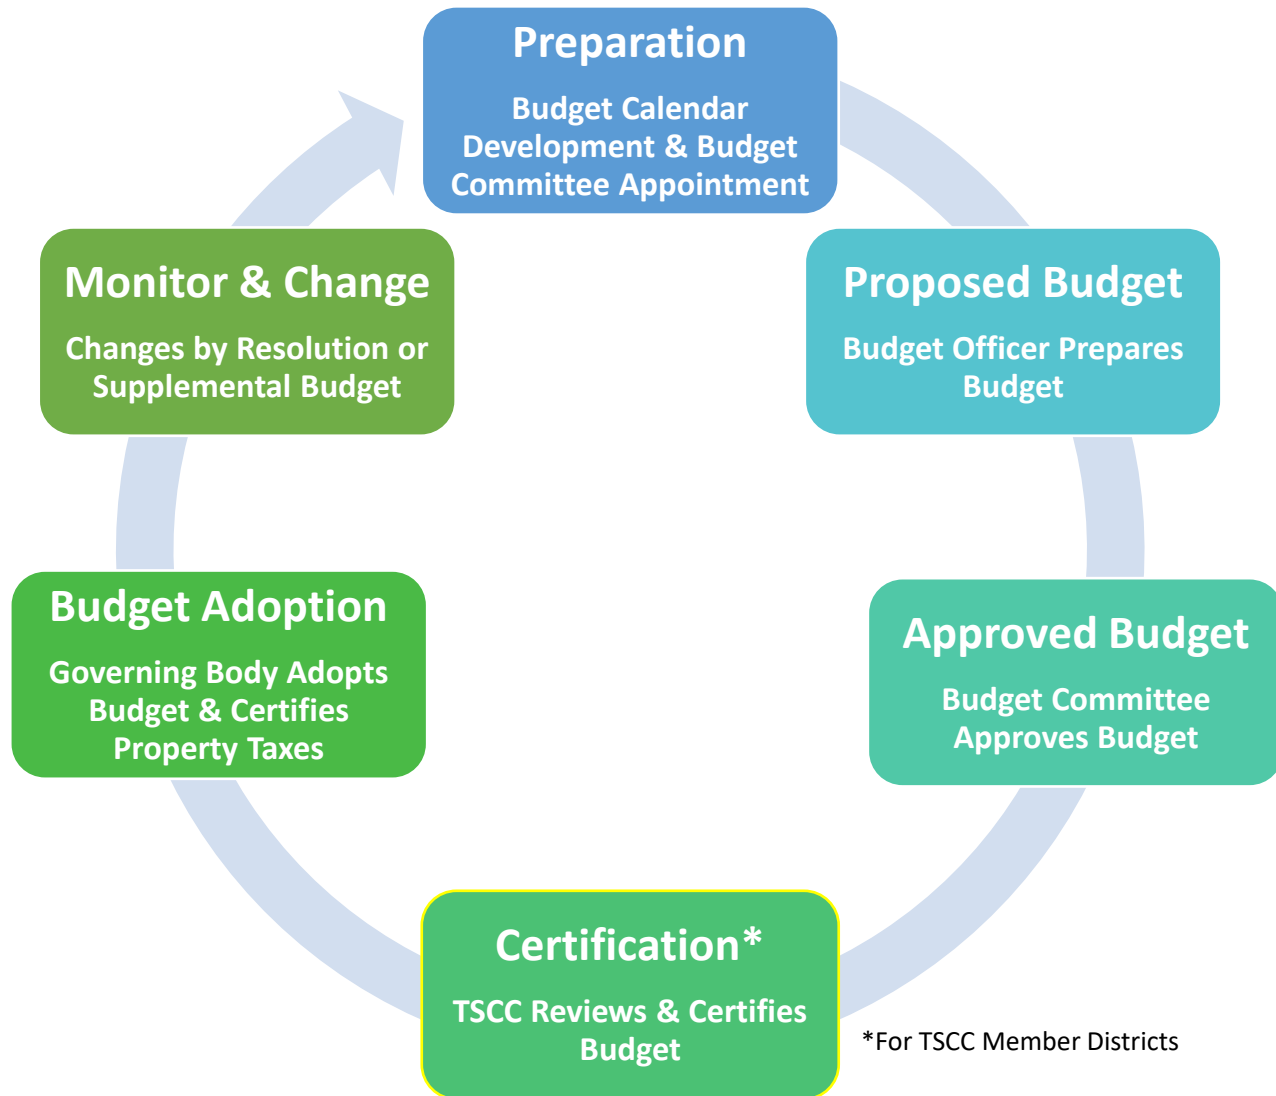 Preparation
Budget Calendar
Development & Budget
Committee Appointment
Proposed Budget
Budget Officer Prepares
Budget
Approved Budget
Budget Committee
Approves Budget
Certification*
TSCC Reviews & Certifies
Budget
*For TSCC Member Districts
Budget Adoption
Governing Body Adopts
Budget & Certifies
Property Taxes
Monitor & Change
Changes by Resolution or
Supplemental Budget